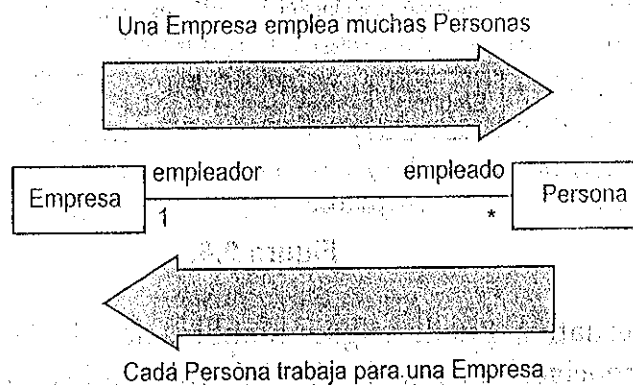 Una Empresa emplea muchas Personas
empleador empleado
Empresa Persona
1 *
Cada Persona trabaja para una Empresa